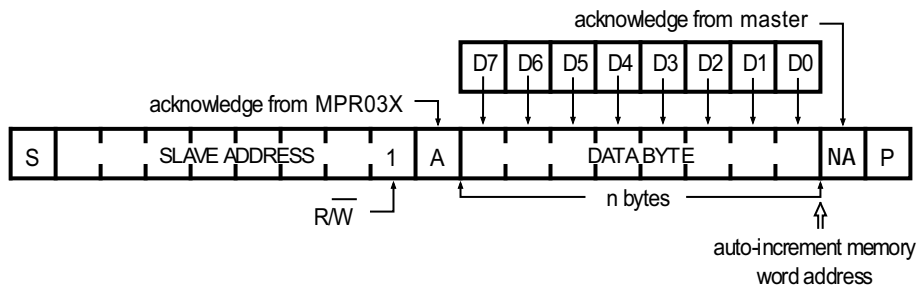 acknowledge from master
D7 D6 D5 D4 D3 D2 D1 D0
acknowledge from MPR03X
S SLAVE ADDRESS 1 A DATA BYTE NA P
R/W̅
n bytes
auto-increment memory
word address